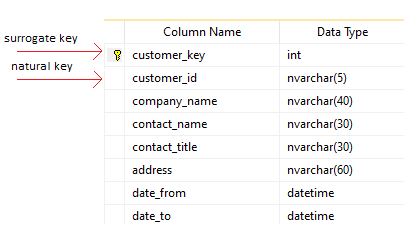 Column Name Data Type
surrogate key
customer_key int
natural key
customer_id nvarchar(5)
company_name nvarchar(40)
contact_name nvarchar(30)
contact_title nvarchar(30)
address nvarchar(60)
date_from datetime
date_to datetime